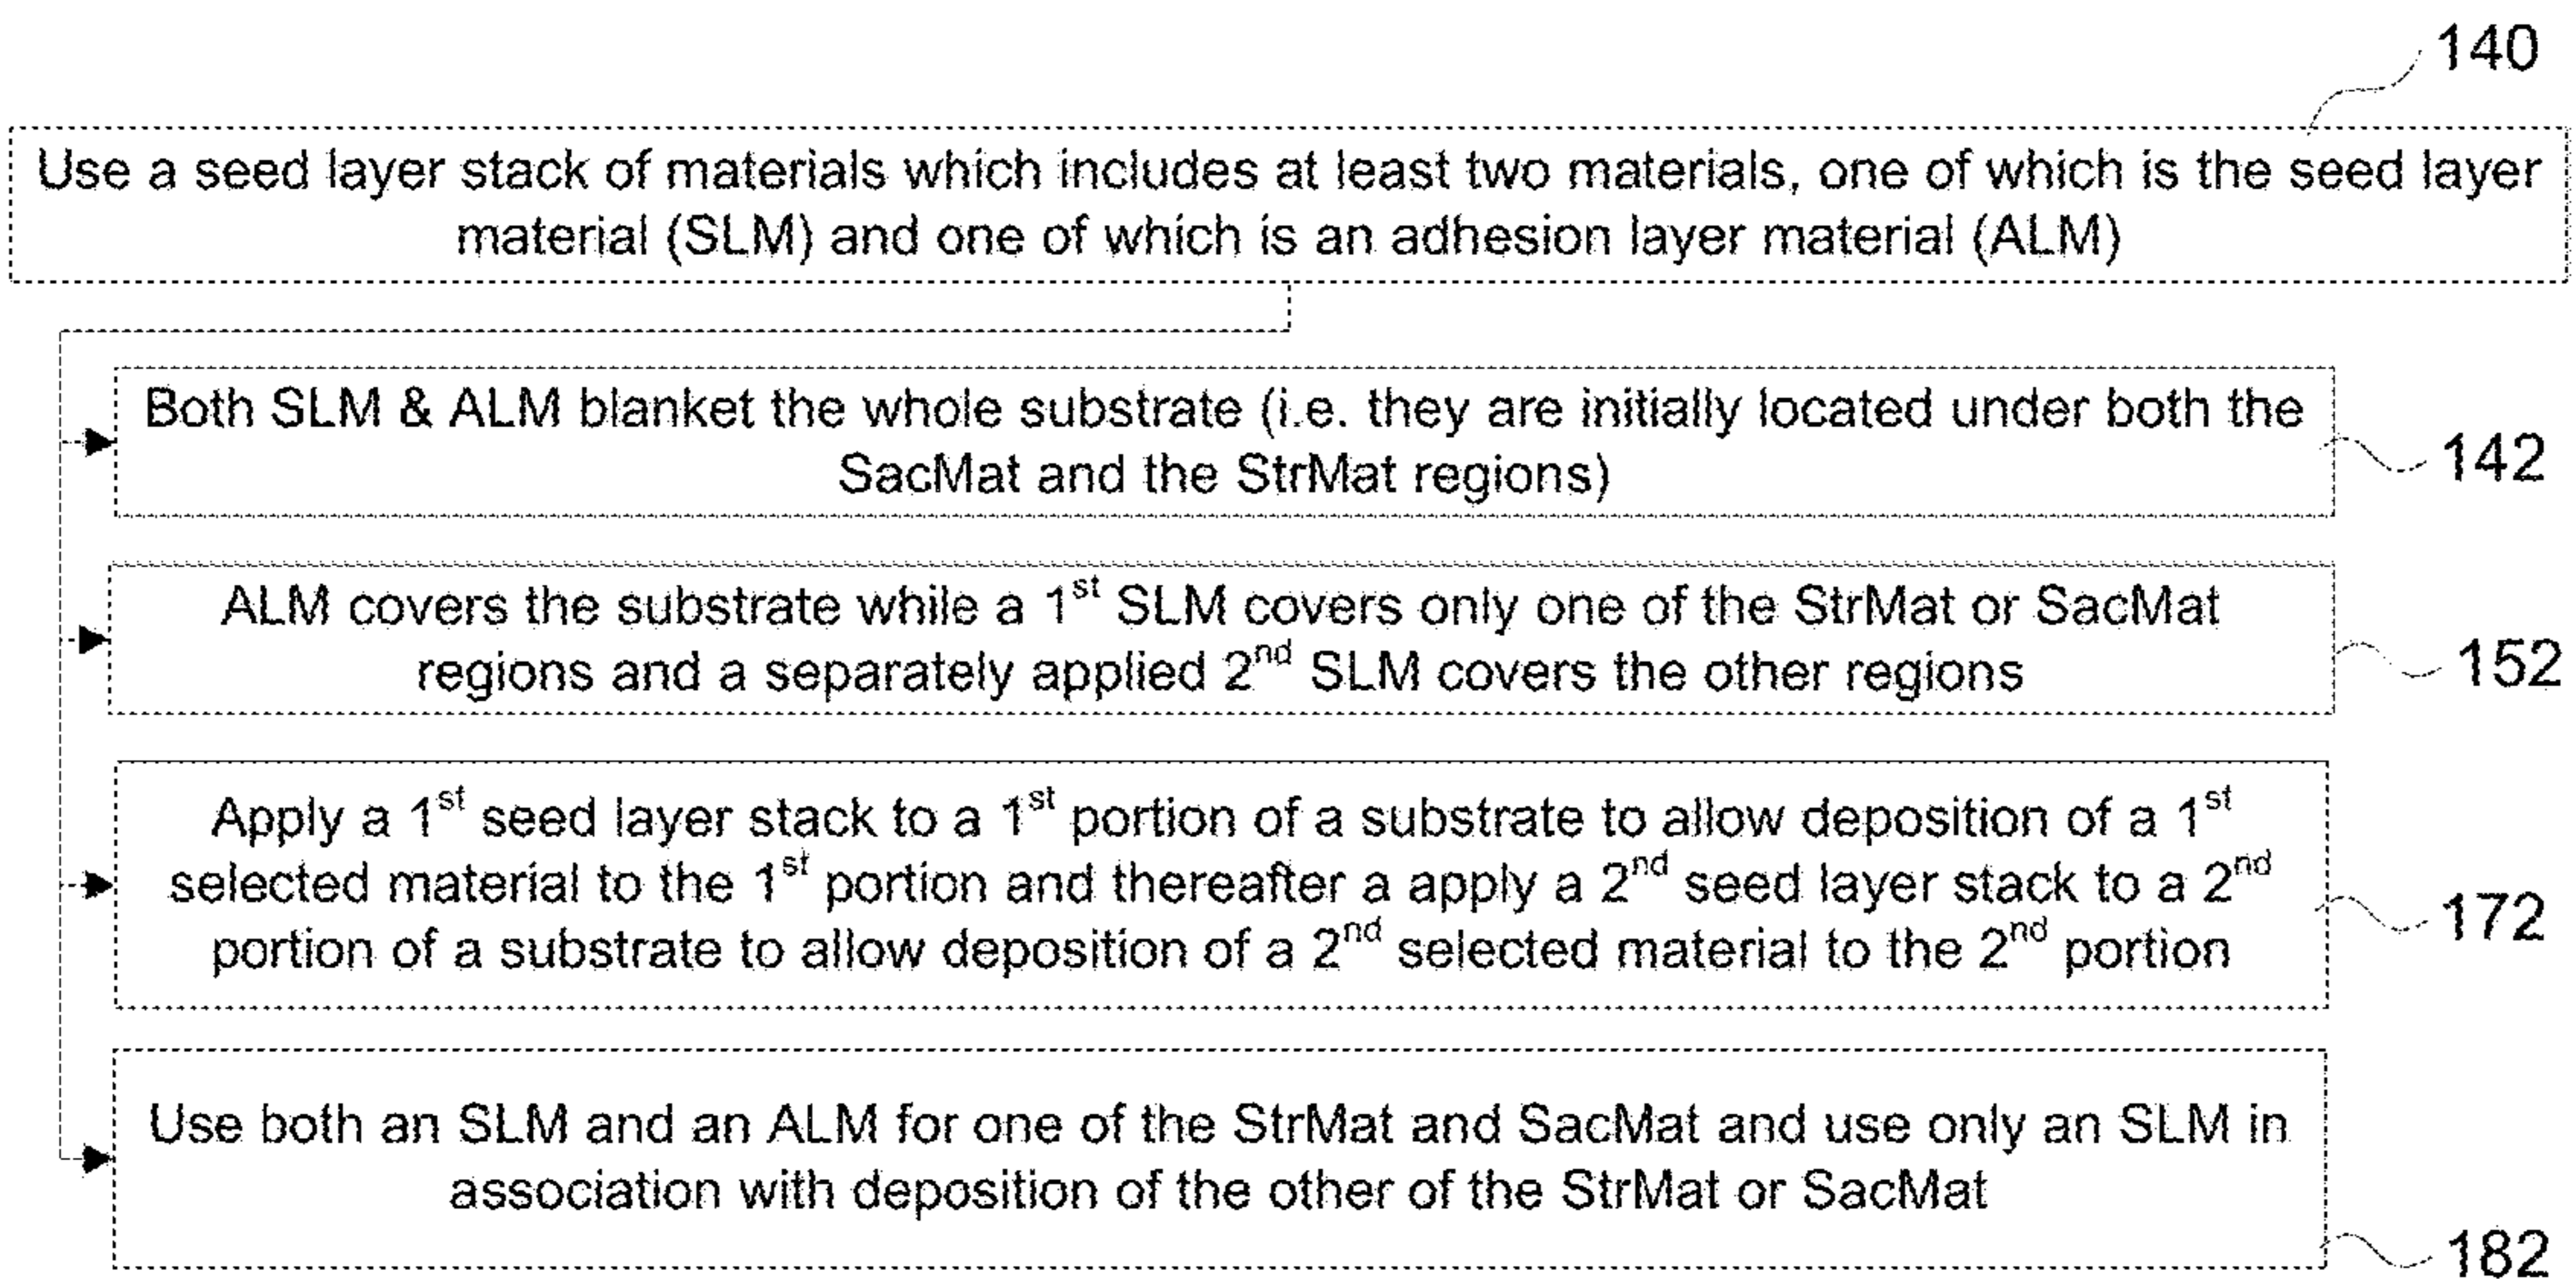 140
Use a seed layer stack of materials which includes at least two materials, one of which is the seed layer
material (SLM) and one of which is an adhesion layer material (ALM)
Both SLM & ALM blanket the whole substrate (i.e. they are initially located under both the
SacMat and the StrMat regions)
142
ALM covers the substrate while a 1st SLM covers only one of the StrMat or SacMat
regions and a separately applied 2nd SLM covers the other regions
152
Apply a 1st seed layer stack to a 1st portion of a substrate to allow deposition of a 1st
selected material to the 1st portion and thereafter a apply a 2nd seed layer stack to a 2nd
portion of a substrate to allow deposition of a 2nd selected material to the 2nd portion
172
Use both an SLM and an ALM for one of the StrMat and SacMat and use only an SLM in
association with deposition of the other of the StrMat or SacMat
182